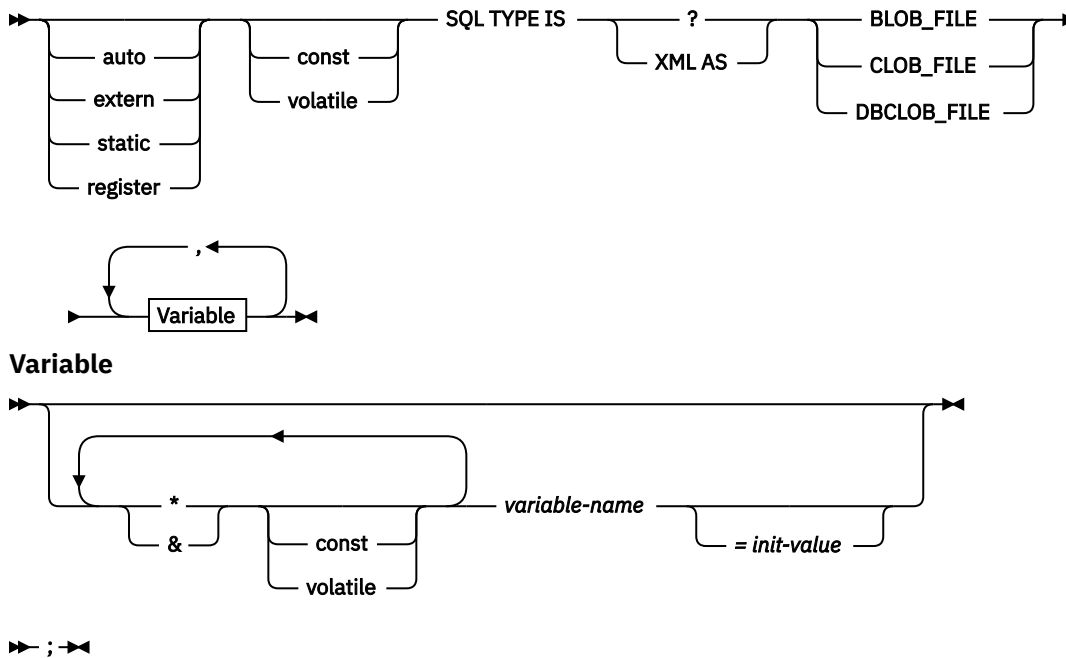 SQL TYPE IS ? BLOB_FILE
auto const XML AS CLOB_FILE
extern volatile DBCLOB_FILE
static
register
,
Variable
Variable
* variable-name
& const = init-value
volatile
;